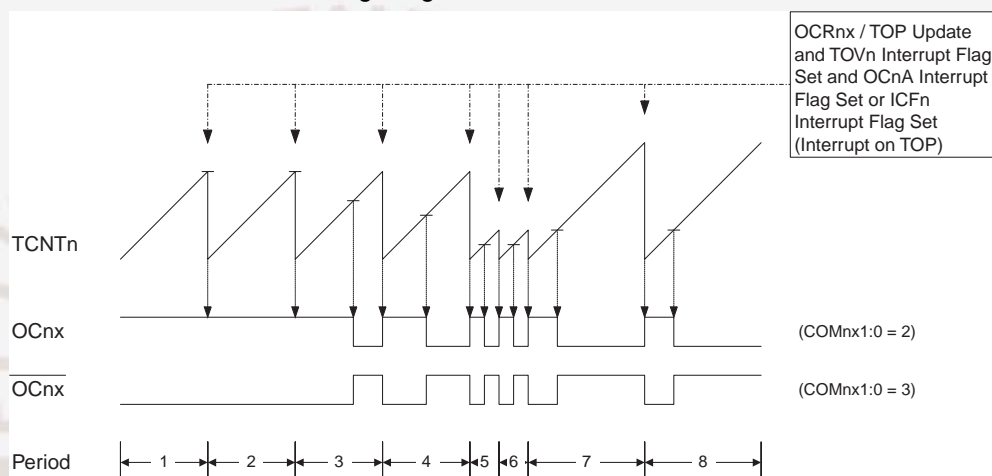 OCRnx / TOP Update
and TOVn Interrupt Flag
Set and OCnA Interrupt
Flag Set or ICFn
Interrupt Flag Set
(Interrupt on TOP)
TCNTn
OCnx
(COMnx1:0 = 2)
OCnx
(COMnx1:0 = 3)
Period
1 2 3 4 5 6 7 8